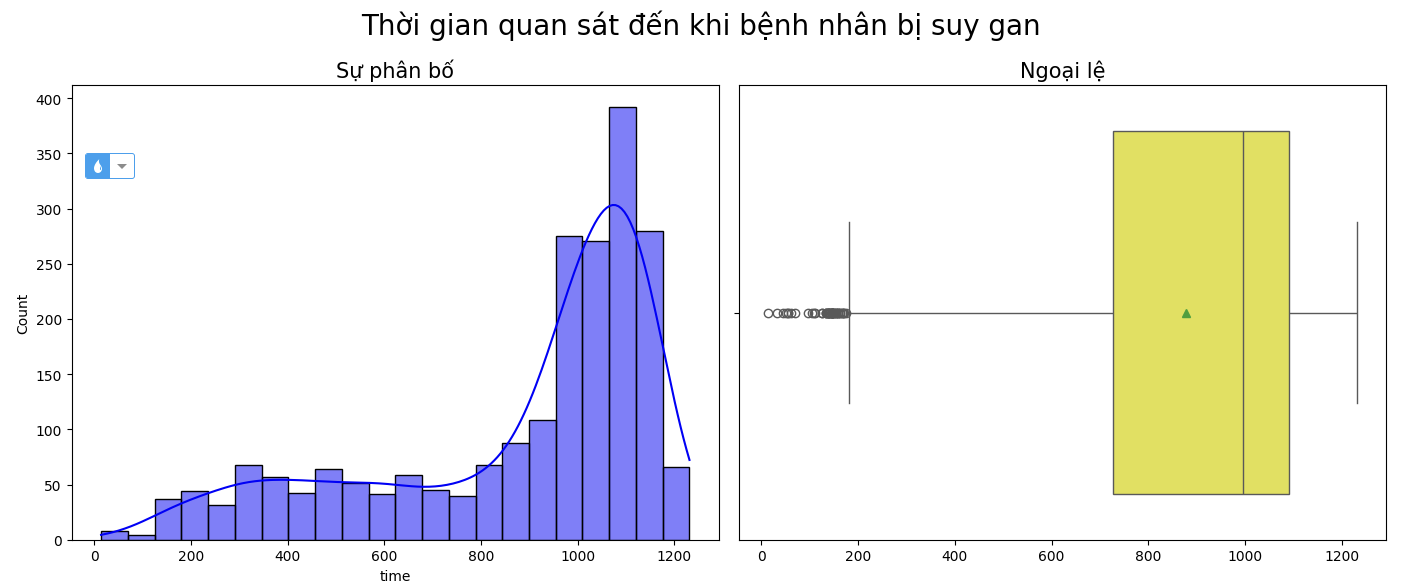 Thời gian quan sát đến khi bệnh nhân bị suy gan
Sự phân bố
400
350
300
250
200
150
100
50
0
Count
0 200 400 600 800 1000 1200
time
Ngoại lệ
0 200 400 600 800 1000 1200